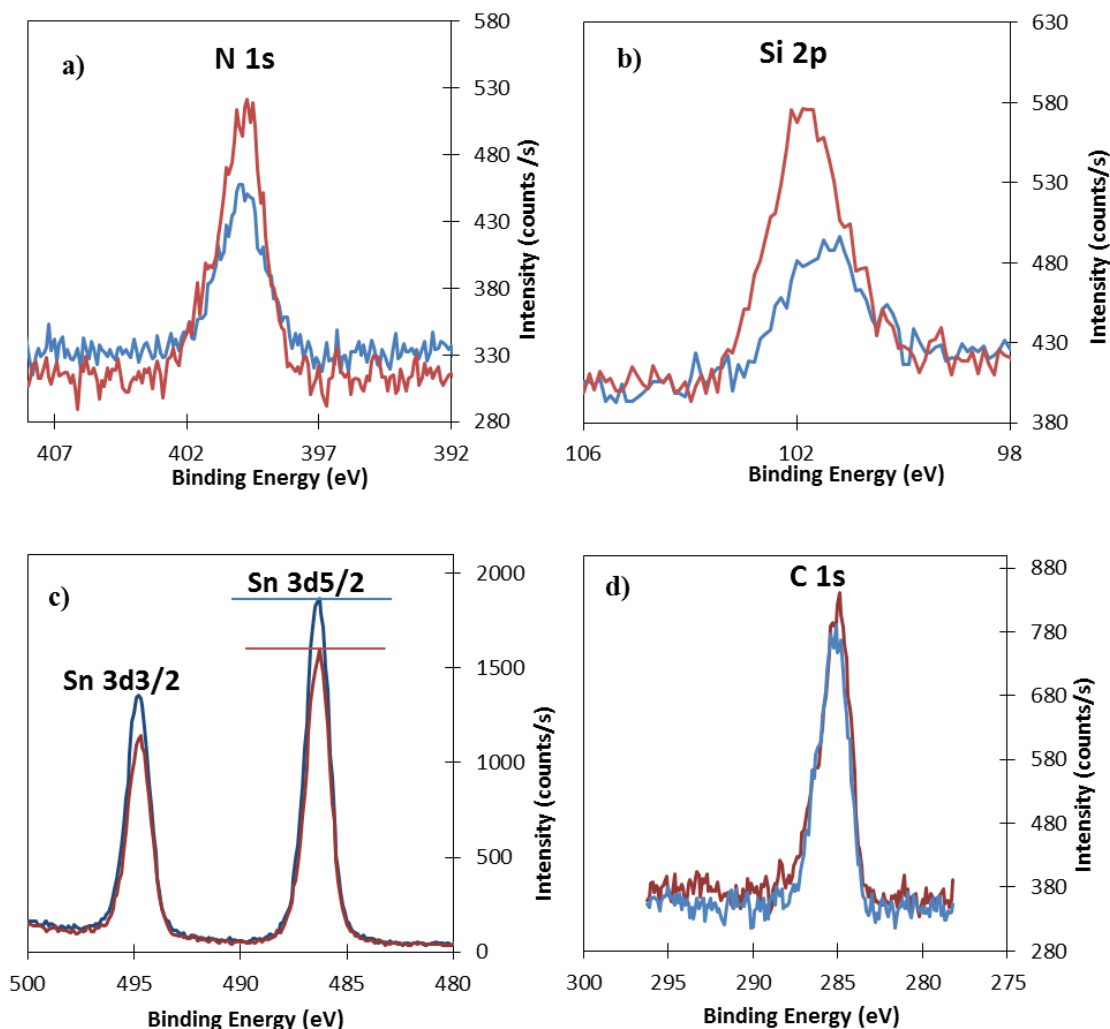 a)
N 1s
580
530
480
430
380
330
280
407
402
397
392
Binding Energy (eV)
Intensity (counts /s)
b)
Si 2p
630
580
530
480
430
380
106
102
98
Binding Energy (eV)
Intensity (counts/s)
c)
Sn 3d5/2
Sn 3d3/2
2000
1500
1000
500
0
500
495
490
485
480
Binding Energy (eV)
Intensity (counts/s)
d)
C 1s
880
780
680
580
480
380
280
300
295
290
285
280
275
Binding Energy (eV)
Intensity (counts/s)